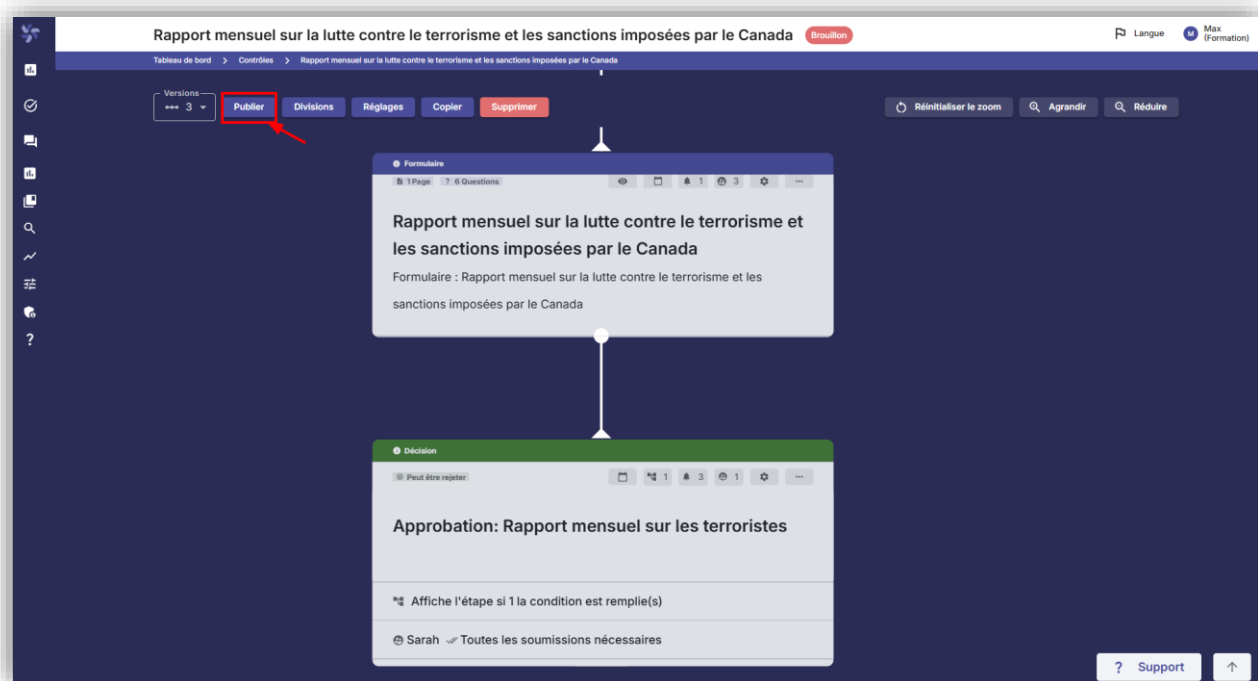 Rapport mensuel sur la lutte contre le terrorisme et les sanctions imposées par le Canada Brouillon
Langue
M Max (Formation)
Tableau de bord > Contrôles > Rapport mensuel sur la lutte contre le terrorisme et les sanctions imposées par le Canada
Versions
3 Publier Divisions Réglages Copier Supprimer Réinitialiser le zoom Agrandir Réduire
Formulaire
1 Page ? 6 Questions 1 3
Rapport mensuel sur la lutte contre le terrorisme et
les sanctions imposées par le Canada
Formulaire : Rapport mensuel sur la lutte contre le terrorisme et les
sanctions imposées par le Canada
Décision
Peut être rejeter 1 3 1
Approbation: Rapport mensuel sur les terroristes
Affiche l'étape si 1 la condition est remplie(s)
Sarah Toutes les soumissions nécessaires
? Support